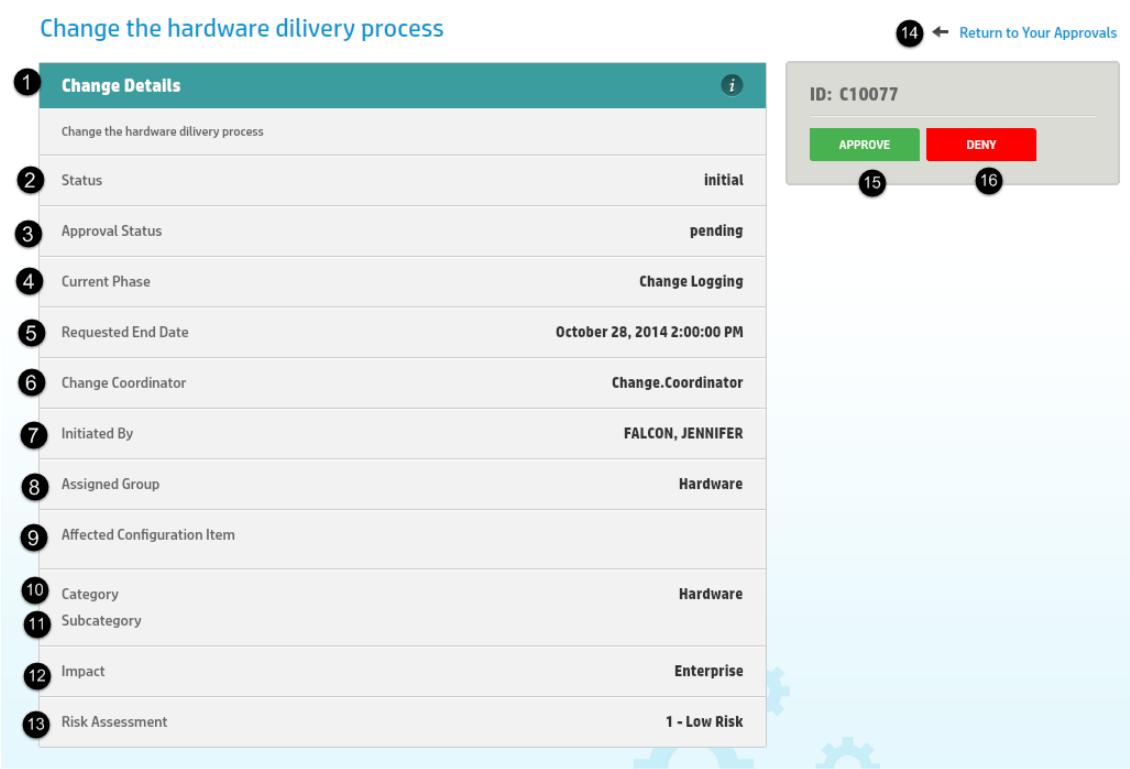 Change the hardware dilivery process
14 Return to Your Approvals
1 Change Details i
Change the hardware dilivery process
2 Status initial
3 Approval Status pending
4 Current Phase Change Logging
5 Requested End Date October 28, 2014 2:00:00 PM
6 Change Coordinator Change.Coordinator
7 Initiated By FALCON, JENNIFER
8 Assigned Group Hardware
9 Affected Configuration Item
10 Category Hardware
11 Subcategory
12 Impact Enterprise
13 Risk Assessment 1 - Low Risk
ID: C10077
APPROVE DENY
15 16